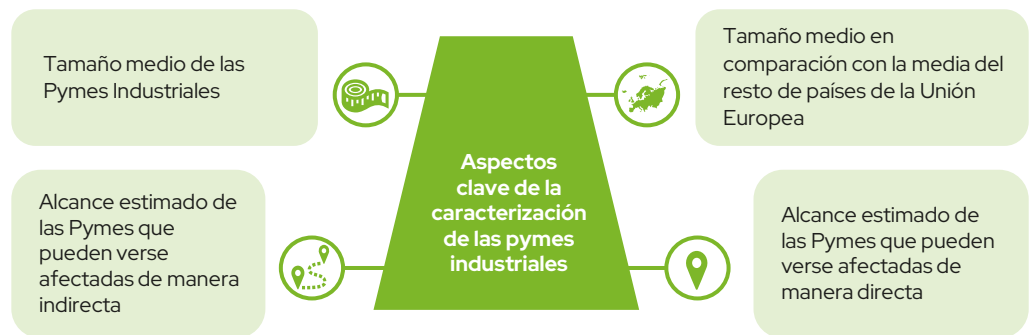 Tamaño medio de las
Pymes Industriales
Tamaño medio en
comparación con la media del
resto de países de la Unión
Europea
Aspectos
clave de la
caracterización
de las pymes
industriales
Alcance estimado de
las Pymes que
pueden verse
afectadas de manera
indirecta
Alcance estimado de
las Pymes que pueden
verse afectadas de
manera directa